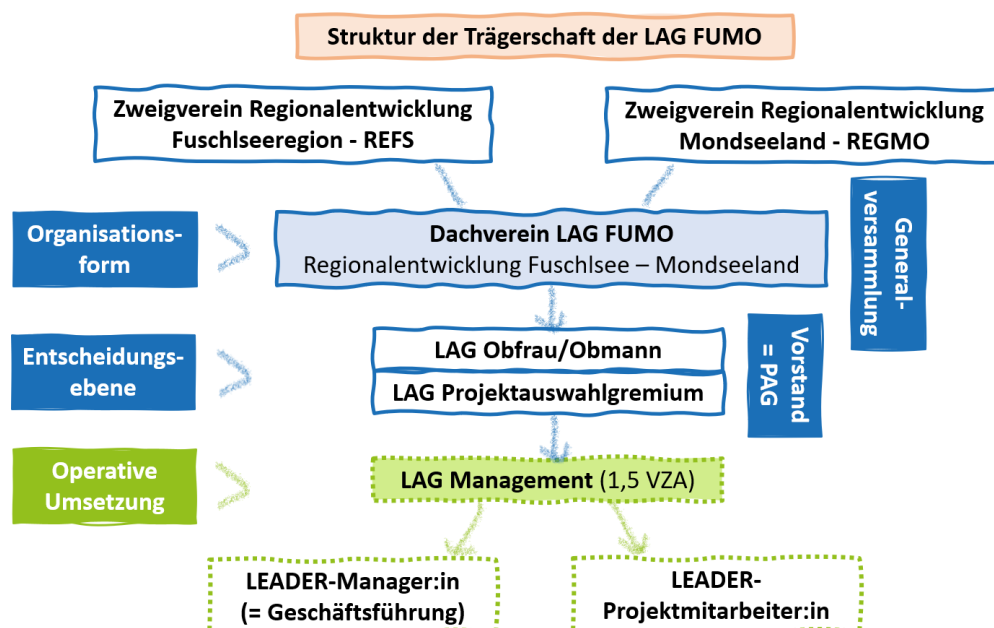 Struktur der Trägerschaft der LAG FUMO
Zweigverein Regionalentwicklung
Fuschlseeregion - REFS
Zweigverein Regionalentwicklung
Mondseeland - REGMO
Organisations-
form
Dachverein LAG FUMO
Regionalentwicklung Fuschlsee – Mondseeland
General-
versammlung
Entscheidungs-
ebene
LAG Obfrau/Obmann
LAG Projektauswahlgremium
Vorstand
= PAG
Operative
Umsetzung
LAG Management (1,5 VZA)
LEADER-Manager:in
(= Geschäftsführung)
LEADER-
Projektmitarbeiter:in